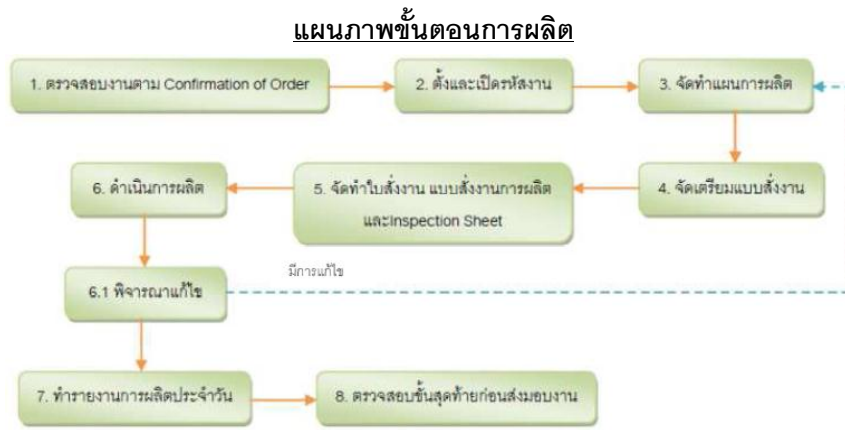 แผนภาพขั้นตอนการผลิต
1. ตรวจสอบงานตาม Confirmation of Order
2. ตั้งและเปิดรหัสงาน
3. จัดทำแผนการผลิต
4. จัดเตรียมแบบสั่งงาน
5. จัดทำใบสั่งงาน แบบสั่งงานการผลิต
และInspection Sheet
6. ดำเนินการผลิต
มีการแก้ไข
6.1 พิจารณาแก้ไข
7. ทำรายงานการผลิตประจำวัน
8. ตรวจสอบขั้นสุดท้ายก่อนส่งมอบงาน